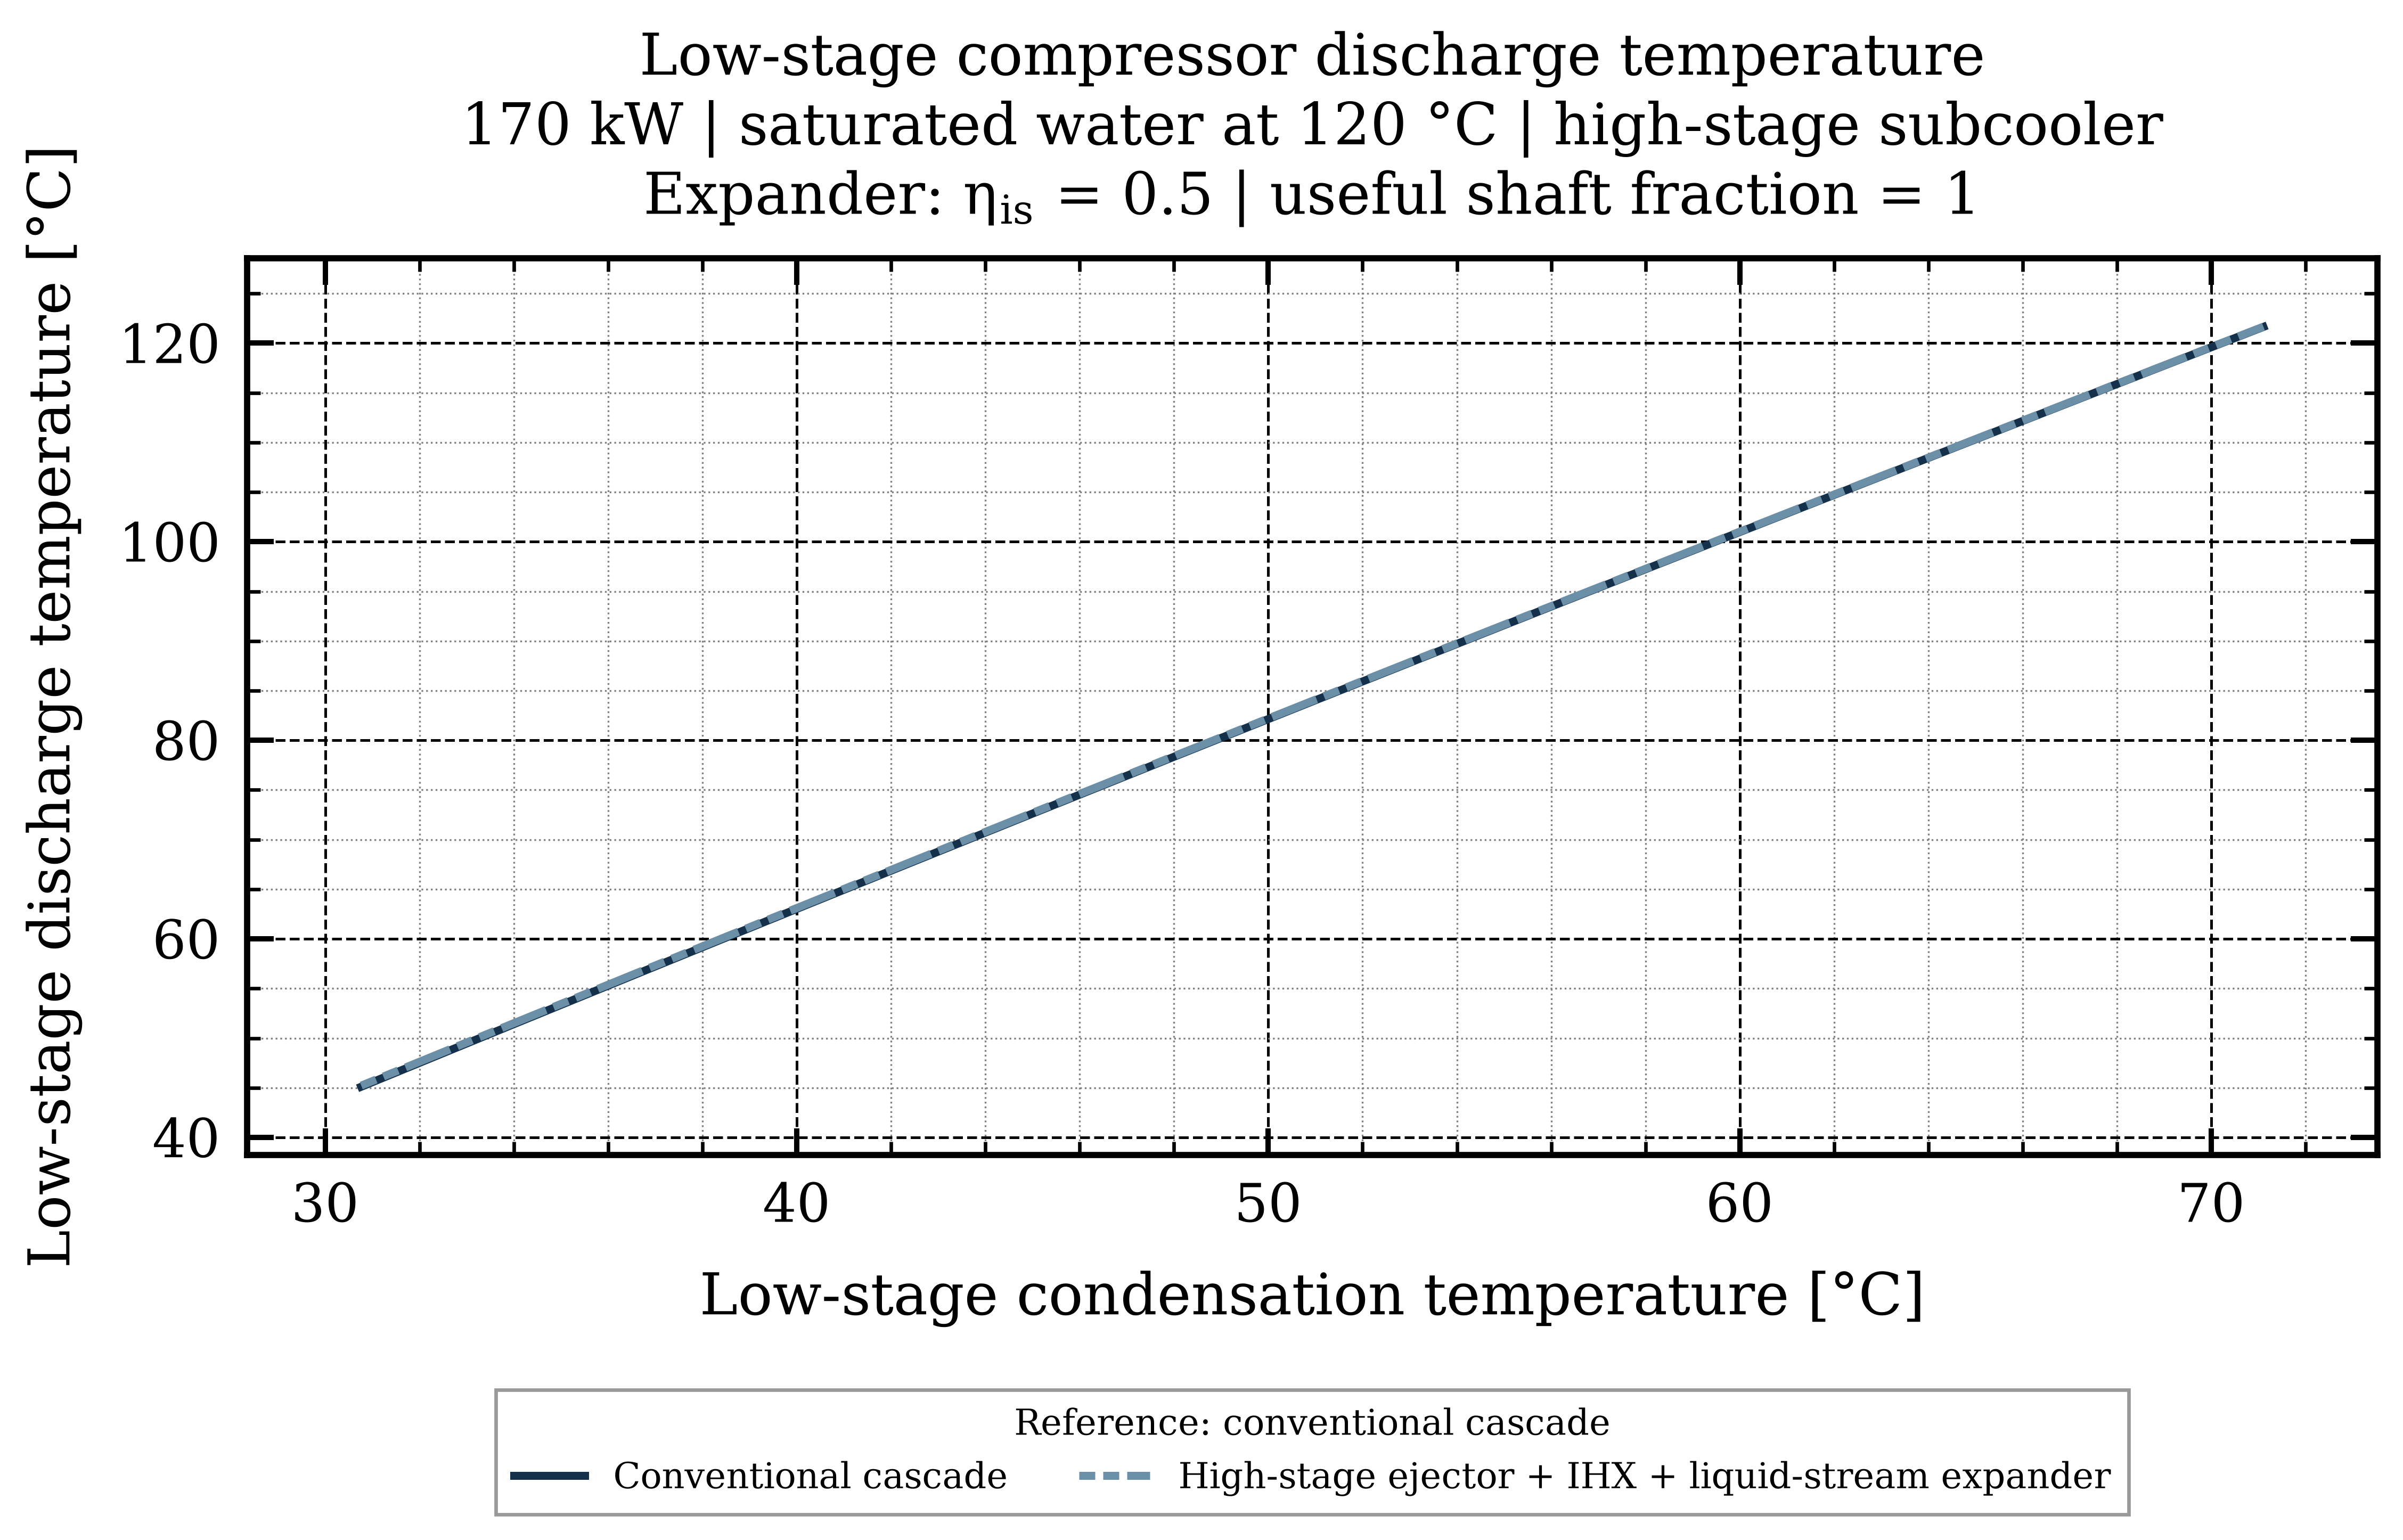 Low-stage compressor discharge temperature
170 kW | saturated water at 120 °C | high-stage subcooler
Expander: ηis = 0.5 | useful shaft fraction = 1
Low-stage discharge temperature [°C]
120
100
80
60
40
30 40 50 60 70
Low-stage condensation temperature [°C]
Reference: conventional cascade
Conventional cascade High-stage ejector + IHX + liquid-stream expander